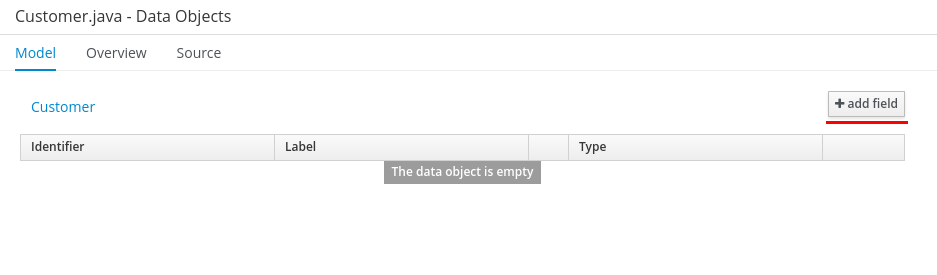 Customer.java - Data Objects
Model Overview Source
Customer
+ add field
Identifier Label Type
The data object is empty